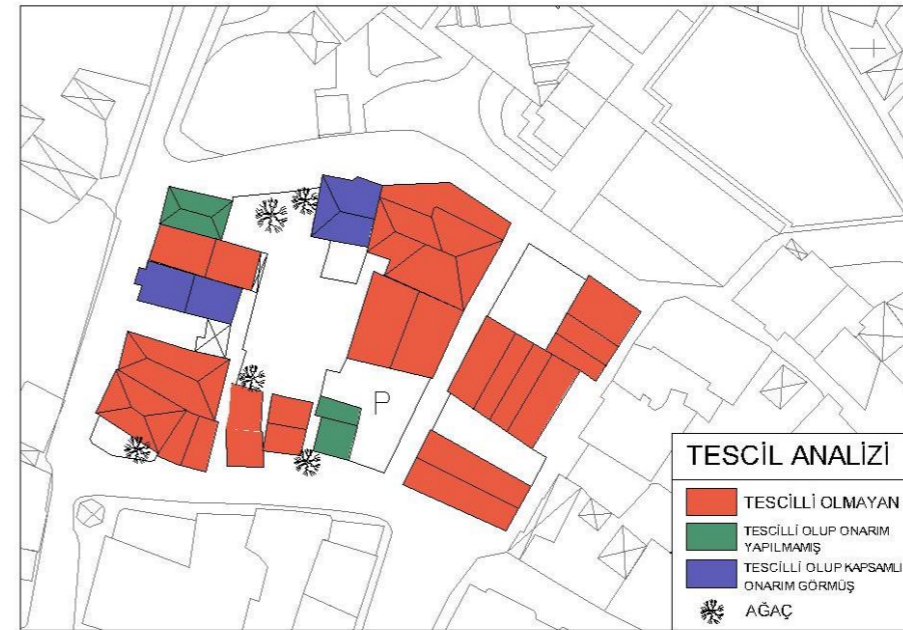 P
TESCİL ANALİZİ
TESCİLLİ OLMAYAN
TESCİLLİ OLUP ONARIM
YAPILMAMIŞ
TESCİLLİ OLUP KAPSAMLI
ONARIM GÖRMÜŞ
AĞAÇ